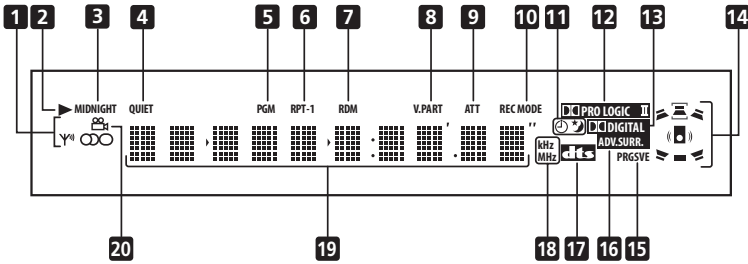 1 2 3 4 5 6 7 8 9 10 11 12 13 14
MIDNIGHT QUIET PGM RPT-1 RDM V.PART ATT REC MODE PRO LOGIC II
DIGITAL
kHz ADV.SURR.
MHz dts PRGSVE
20 19 18 17 16 15